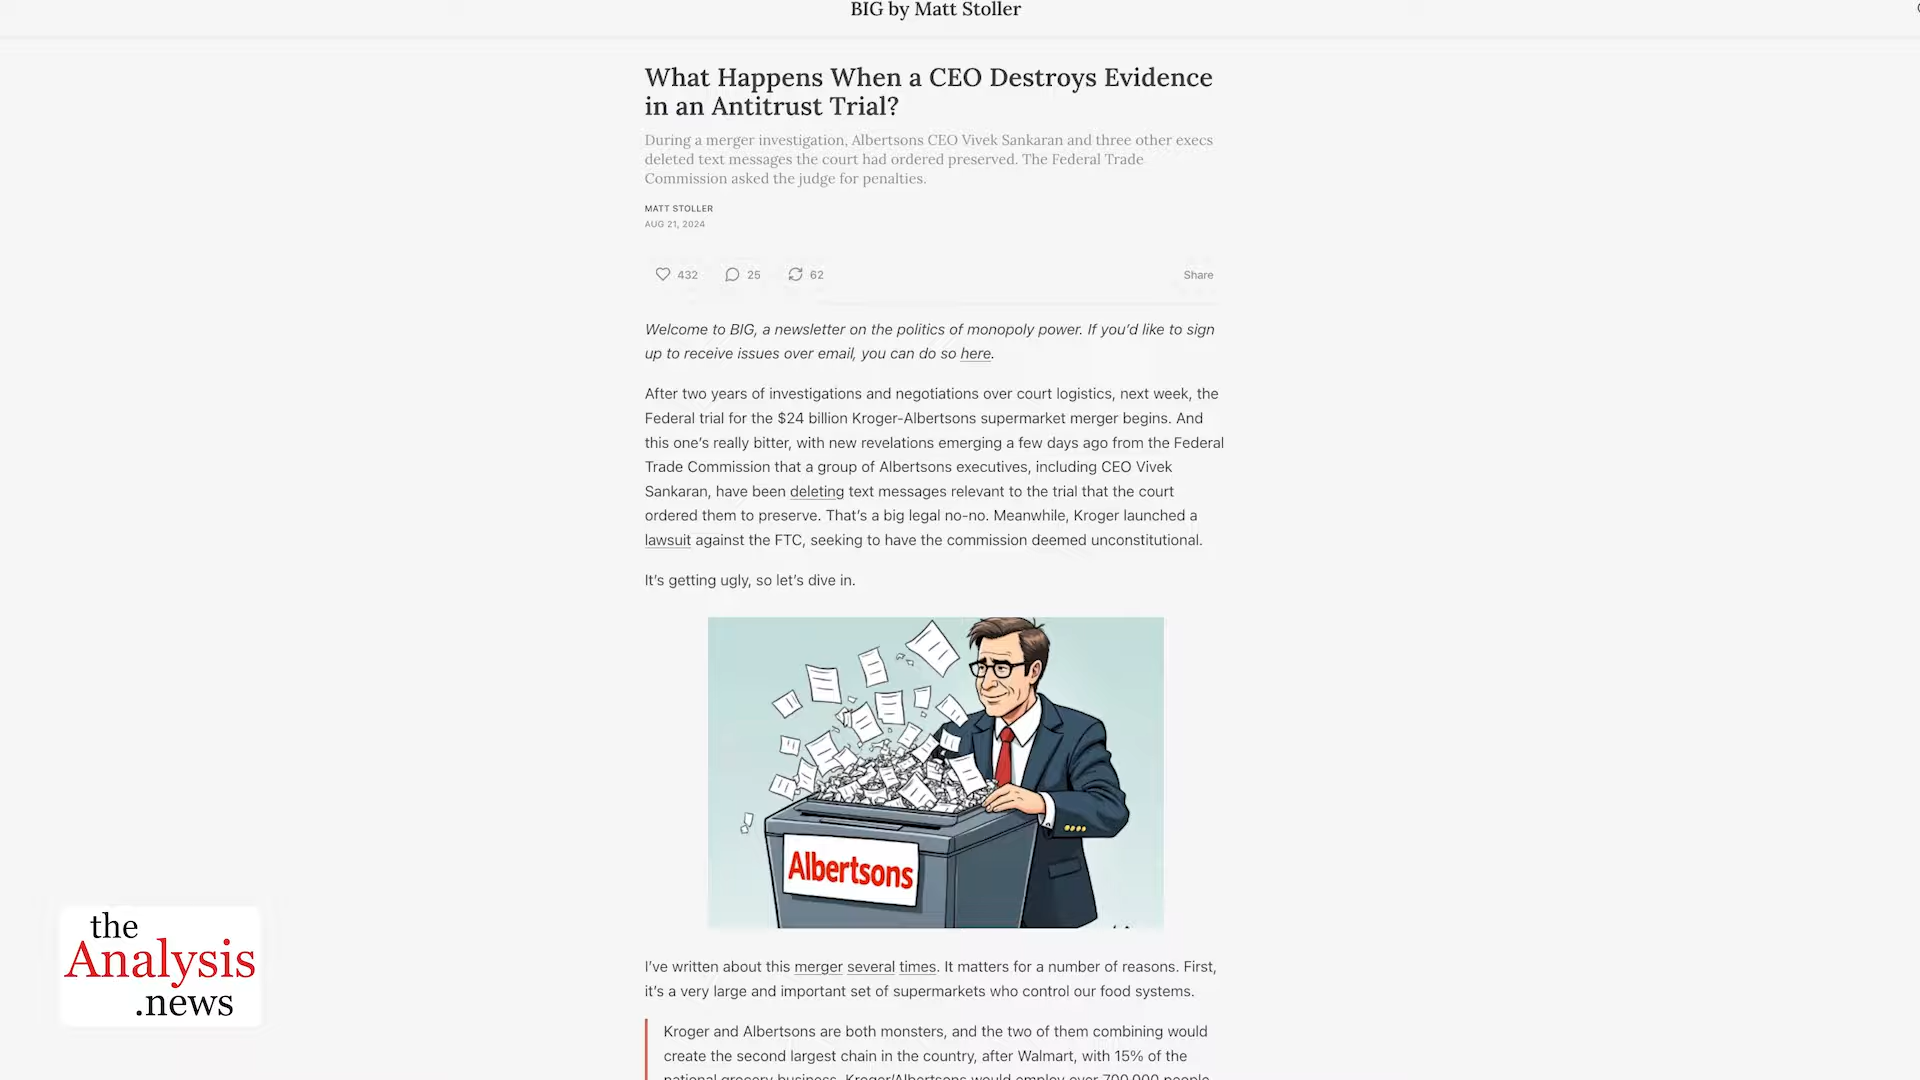 BIG by Matt Stoller
What Happens When a CEO Destroys Evidence
in an Antitrust Trial?
During a merger investigation, Albertsons CEO Vivek Sankaran and three other execs
deleted text messages the court had ordered preserved. The Federal Trade
Commission asked the judge for penalties.
MATT STOLLER
AUG 21, 2024
432 25 62 Share
Welcome to BIG, a newsletter on the politics of monopoly power. If you’d like to sign
up to receive issues over email, you can do so here.
After two years of investigations and negotiations over court logistics, next week, the
Federal trial for the $24 billion Kroger-Albertsons supermarket merger begins. And
this one’s really bitter, with new revelations emerging a few days ago from the Federal
Trade Commission that a group of Albertsons executives, including CEO Vivek
Sankaran, have been deleting text messages relevant to the trial that the court
ordered them to preserve. That’s a big legal no-no. Meanwhile, Kroger launched a
lawsuit against the FTC, seeking to have the commission deemed unconstitutional.
It’s getting ugly, so let’s dive in.
Albertsons
I’ve written about this merger several times. It matters for a number of reasons. First,
it’s a very large and important set of supermarkets who control our food systems.
Kroger and Albertsons are both monsters, and the two of them combining would
create the second largest chain in the country, after Walmart, with 15% of the
national grocery business. Kroger/Albertsons would employ over 700,000 people
the
Analysis
.news